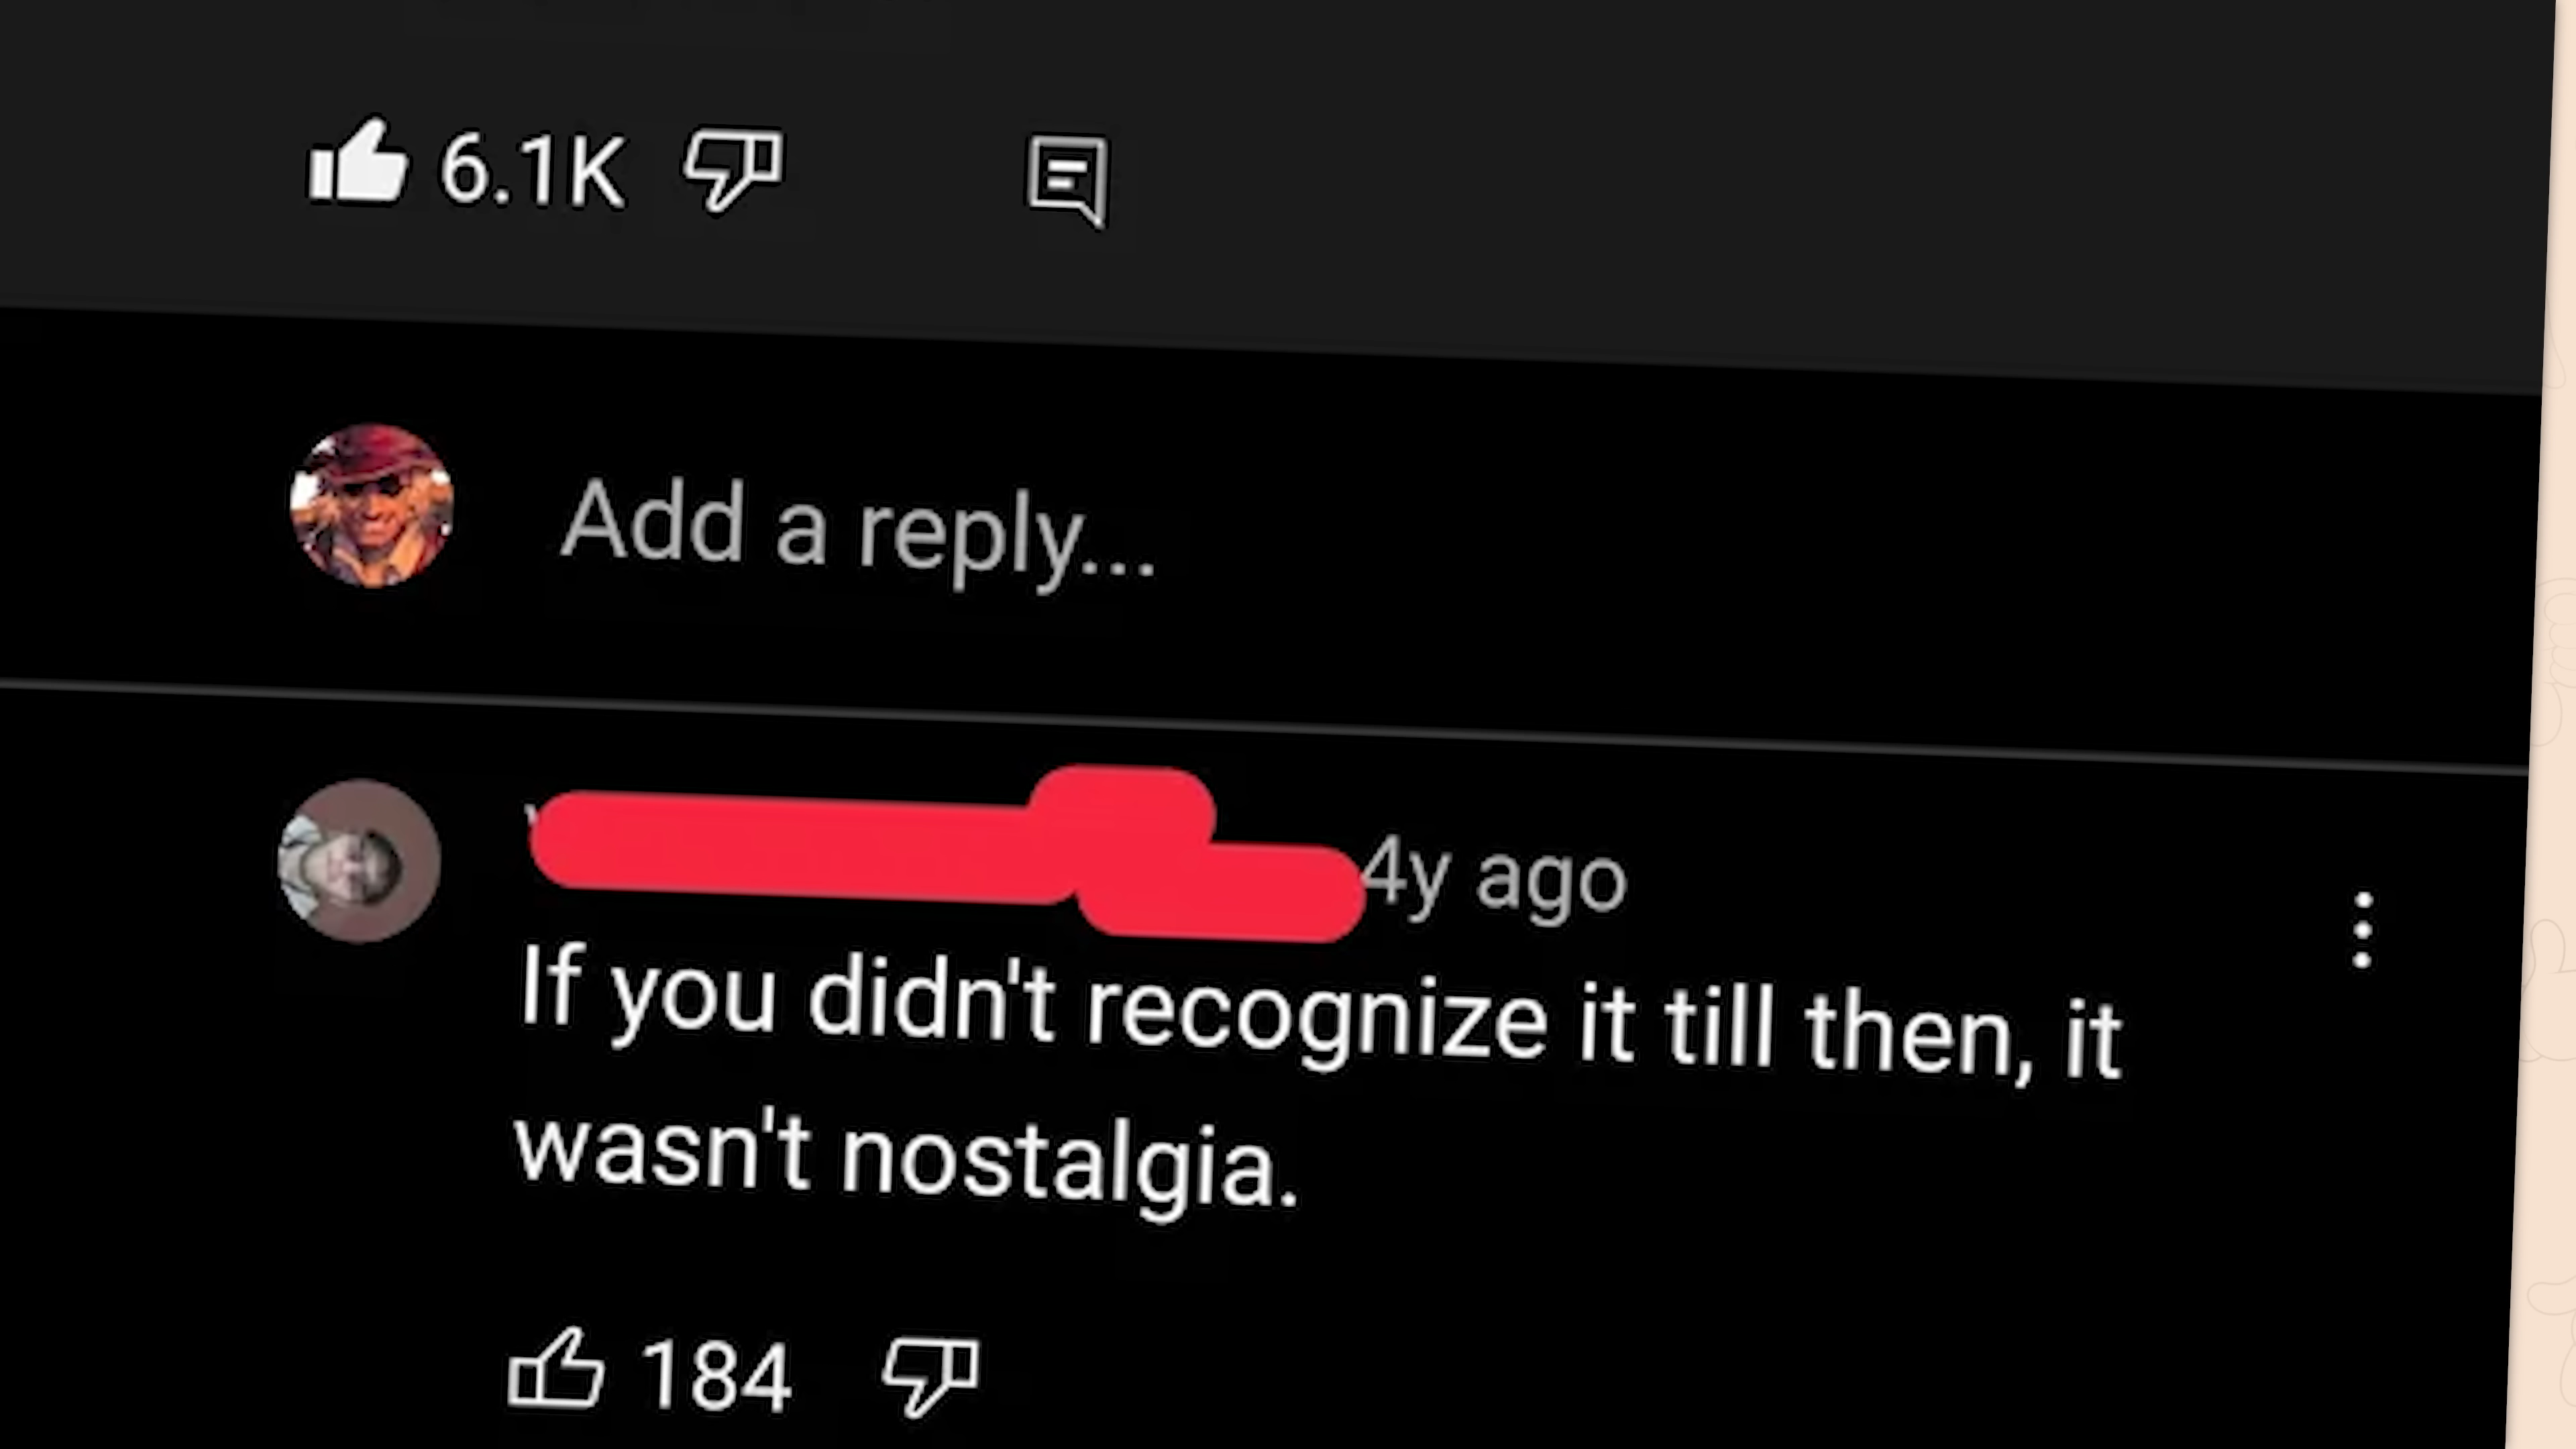 6.1K
Add a reply...
4y ago
If you didn't recognize it till then, it
wasn't nostalgia.
184